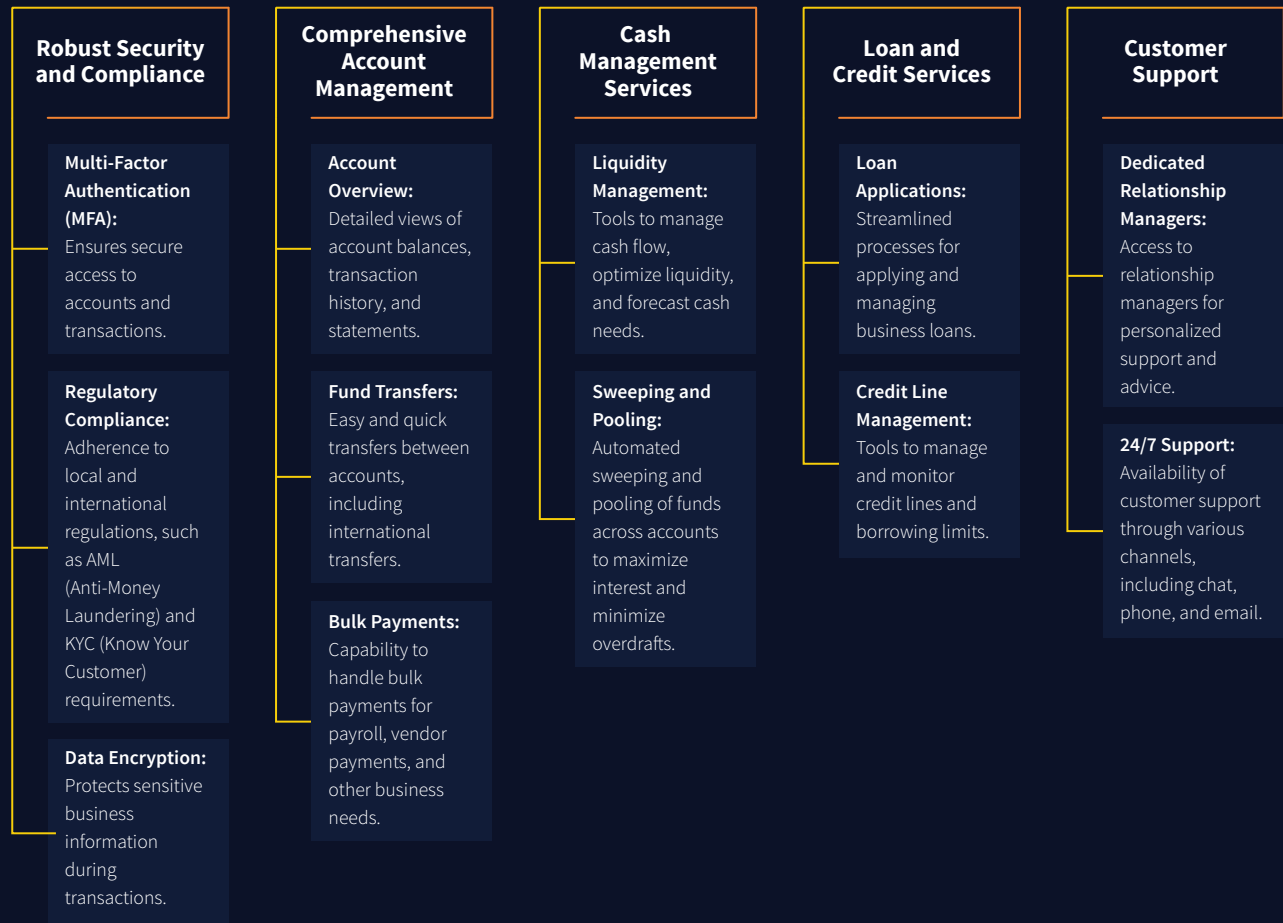 Robust Security
and Compliance
Multi-Factor
Authentication
(MFA):
Ensures secure
access to
accounts and
transactions.
Regulatory
Compliance:
Adherence to
local and
international
regulations, such
as AML
(Anti-Money
Laundering) and
KYC (Know Your
Customer)
requirements.
Data Encryption:
Protects sensitive
business
information
during
transactions.
Comprehensive
Account
Management
Account
Overview:
Detailed views of
account balances,
transaction
history, and
statements.
Fund Transfers:
Easy and quick
transfers between
accounts,
including
international
transfers.
Bulk Payments:
Capability to
handle bulk
payments for
payroll, vendor
payments, and
other business
needs.
Cash
Management
Services
Liquidity
Management:
Tools to manage
cash flow,
optimize liquidity,
and forecast cash
needs.
Sweeping and
Pooling:
Automated
sweeping and
pooling of funds
across accounts
to maximize
interest and
minimize
overdrafts.
Loan and
Credit Services
Loan
Applications:
Streamlined
processes for
applying and
managing
business loans.
Credit Line
Management:
Tools to manage
and monitor
credit lines and
borrowing limits.
Customer
Support
Dedicated
Relationship
Managers:
Access to
relationship
managers for
personalized
support and
advice.
24/7 Support:
Availability of
customer support
through various
channels,
including chat,
phone, and email.